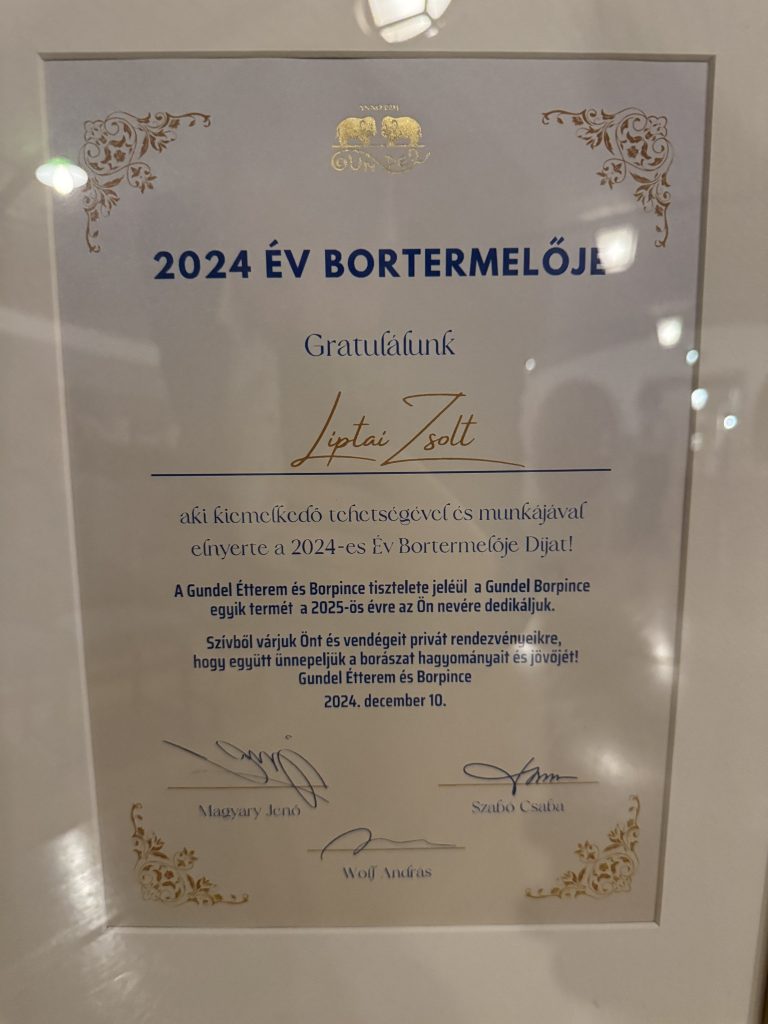 GUNDEL
2024 ÉV BORTERMELŐJE
Gratulálunk
Liptai Zsolt
aki kiemelkedő tehetségével és munkájával
elnyerte a 2024-es Év Bortermelője Díjat!
A Gundel Étterem és Borpince tisztelete jeléül a Gundel Borpince
egyik termét a 2025-ös évre az Ön nevére dedikáljuk.
Szívből várjuk Önt és vendégeit privát rendezvényeikre,
hogy együtt ünnepeljük a borászat hagyományait és jövőjét!
Gundel Étterem és Borpince
2024. december 10.
Magyary Jenő
Szabó Csaba
Wolf András